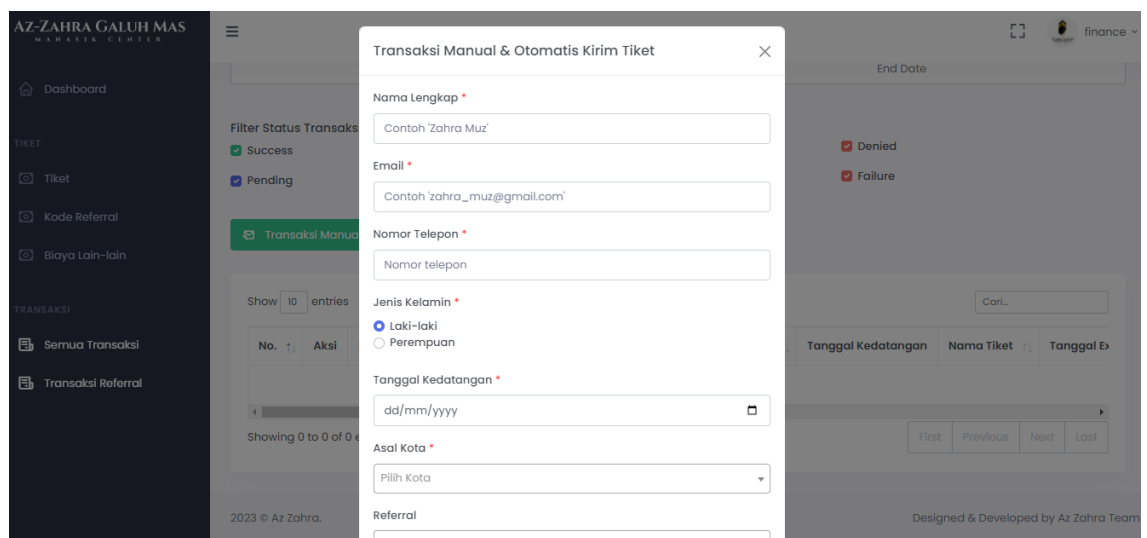 AZ-ZAHRA GALUH MAS
MAHASIK CENTER
finance
Transaksi Manual & Otomatis Kirim Tiket
End Date
Dashboard
Nama Lengkap *
Contoh 'Zahra Muz'
Filter Status Transaks
Success
Denied
TIKET
Email *
Tiket
Pending
Contoh 'zahra_muz@gmail.com'
Failure
Kode Referral
Transaksi Manua
Nomor Telepon *
Biaya Lain-lain
Nomor telepon
Show 10 entries
Jenis Kelamin *
Cari...
TRANSAKSI
Laki-laki
Semua Transaksi
No.
Aksi
Perempuan
Tanggal Kedatangan
Nama Tiket
Tanggal Ex
Transaksi Referral
Tanggal Kedatangan *
dd/mm/yyyy
Showing 0 to 0 of 0 e
First Previous Next Last
Asal Kota *
Pilih Kota
2023 © Az Zahra.
Referral
Designed & Developed by Az Zahra Team